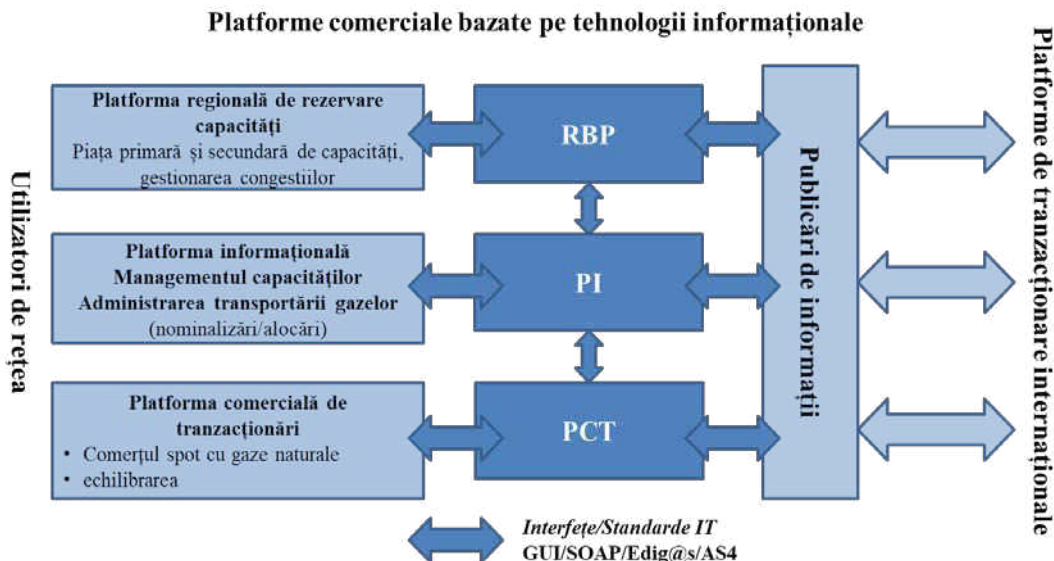 Platforme comerciale bazate pe tehnologii informaționale
Utilizatori de rețea
Platforma regională de rezervare
capacități
Piața primară și secundară de capacități,
gestionarea congestiilor
RBP
Platforma informațională
Managementul capacităților
Administrarea transportării gazelor
(nominalizări/alocări)
PI
Platforma comercială de
tranzacționări
• Comerțul spot cu gaze naturale
• echilibrarea
PCT
Publicări de informații
Platforme de tranzacționare internaționale
Interfețe/Standarde IT
GUI/SOAP/Edig@s/AS4